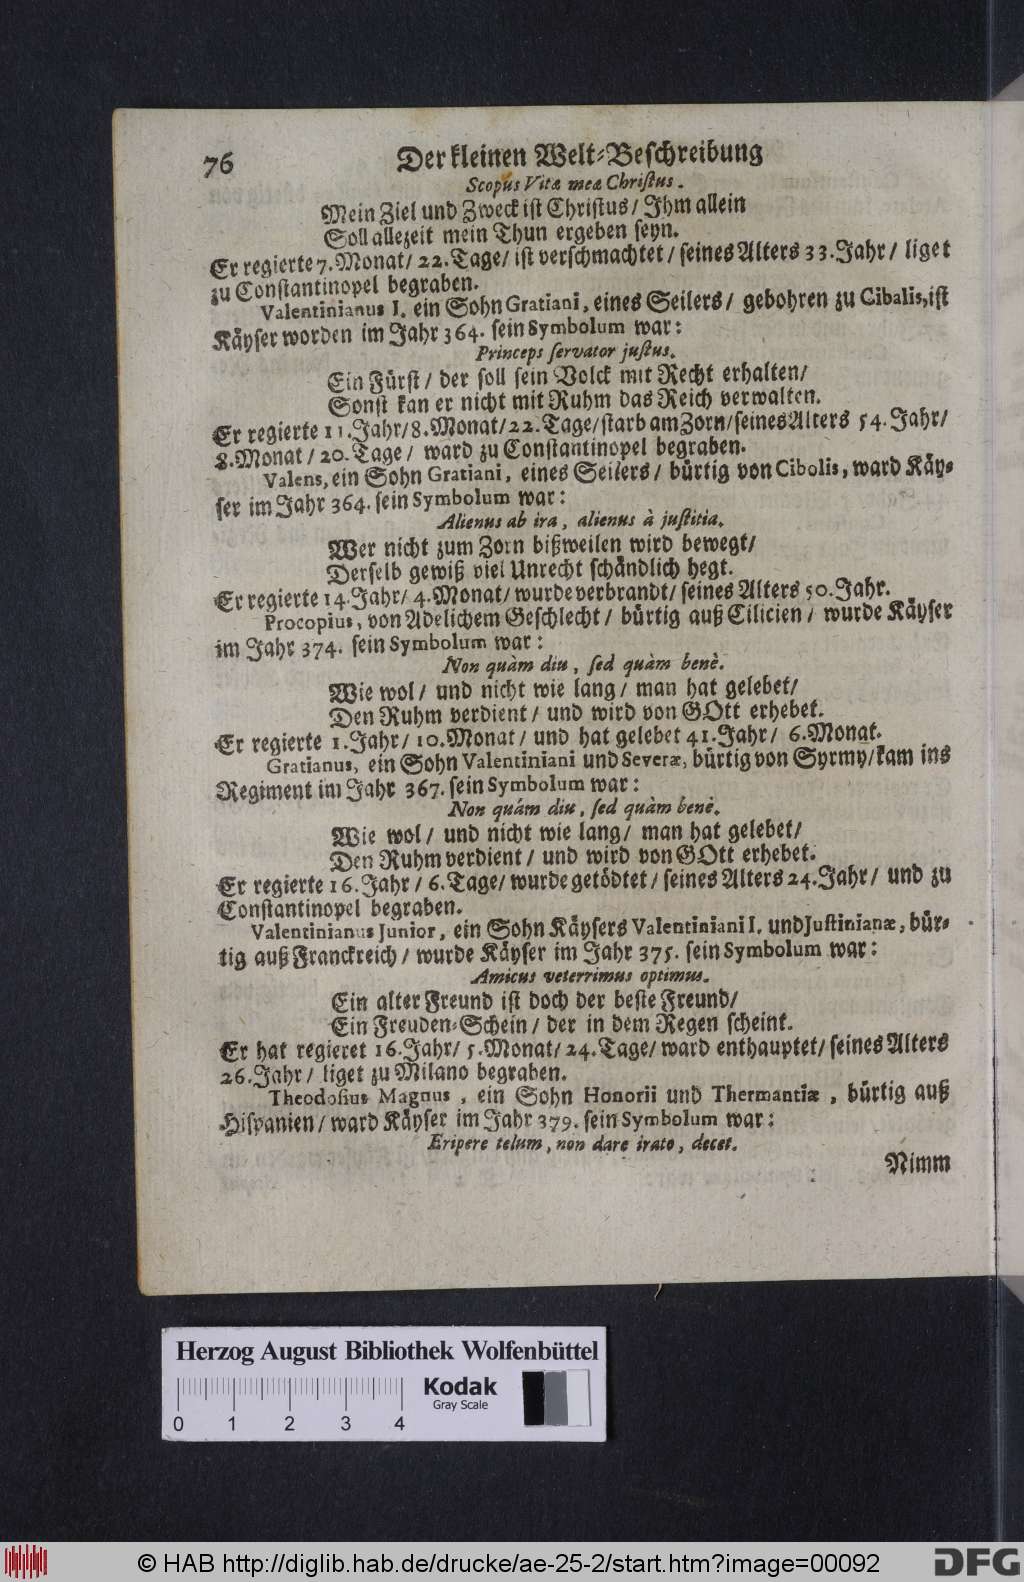 76 Der kleinen Welt-Beschreibung
Scopus Vitæ meæ Chriſtus.
Mein Ziel und Zweck iſt Chriſtus/ Ihm allein
Soll allezeit mein Thun ergeben ſeyn.
Er regierte 7. Monat/ 22. Tage/ iſt verſchmachtet/ ſeines Alters 33. Jahr/ liget
zu Conſtantinopel begraben.
Valentinianus I. ein Sohn Gratiani, eines Seilers/ gebohren zu Cibalis, iſt
Käyſer worden im Jahr 364. ſein Symbolum war:
Princeps ſervator juſtus.
Ein Fürſt/ der ſoll ſein Volck mit Recht erhalten/
Sonſt kan er nicht mit Ruhm das Reich verwalten.
Er regierte 11. Jahr/ 8. Monat/ 22. Tage/ ſtarb am Zorn/ ſeines Alters 54. Jahr/
8. Monat/ 20. Tage/ ward zu Conſtantinopel begraben.
Valens, ein Sohn Gratiani, eines Seilers/ bürtig von Cibolis, ward Käy-
ſer im Jahr 364. ſein Symbolum war:
Alienus ab ira, alienus à juſtitia.
Wer nicht zum Zorn bißweilen wird bewegt/
Derſelb gewiß viel Unrecht ſchändlich hegt.
Er regierte 14. Jahr/ 4. Monat/ wurde verbrandt/ ſeines Alters 50. Jahr.
Procopius, von Adelichem Geſchlecht/ bürtig auß Cilicien/ wurde Käyſer
im Jahr 374. ſein Symbolum war:
Non quàm diu, ſed quàm benè.
Wie wol/ und nicht wie lang/ man hat gelebet/
Den Ruhm verdient/ und wird von GOtt erhebet.
Er regierte 1. Jahr/ 10. Monat/ und hat gelebet 41. Jahr/ 6. Monat.
Gratianus, ein Sohn Valentiniani und Severæ, bürtig von Syrmy/ kam ins
Regiment im Jahr 367. ſein Symbolum war:
Non quám diu, ſed quàm benè.
Wie wol/ und nicht wie lang/ man hat gelebet/
Den Ruhm verdient/ und wird von GOtt erhebet.
Er regierte 16. Jahr/ 6. Tage/ wurde getödtet/ ſeines Alters 24. Jahr/ und zu
Conſtantinopel begraben.
Valentinianus Junior, ein Sohn Käyſers Valentiniani I. und Juſtinianæ, bür-
tig auß Franckreich/ wurde Käyſer im Jahr 375. ſein Symbolum war:
Amicus veterrimus optimus.
Ein alter Freund iſt doch der beſte Freund/
Ein Freuden-Schein/ der in dem Regen ſcheint.
Er hat regieret 16. Jahr/ 5. Monat/ 24. Tage/ ward enthauptet/ ſeines Alters
26. Jahr/ liget zu Milano begraben.
Theodoſius Magnus, ein Sohn Honorii und Thermantiæ, bürtig auß
Hiſpanien/ ward Käyſer im Jahr 379. ſein Symbolum war:
Eripere telum, non dare irato, decet.
Nimm
Herzog August Bibliothek Wolfenbüttel
Kodak
Gray Scale
0 1 2 3 4
© HAB http://diglib.hab.de/drucke/ae-25-2/start.htm?image=00092
DFG